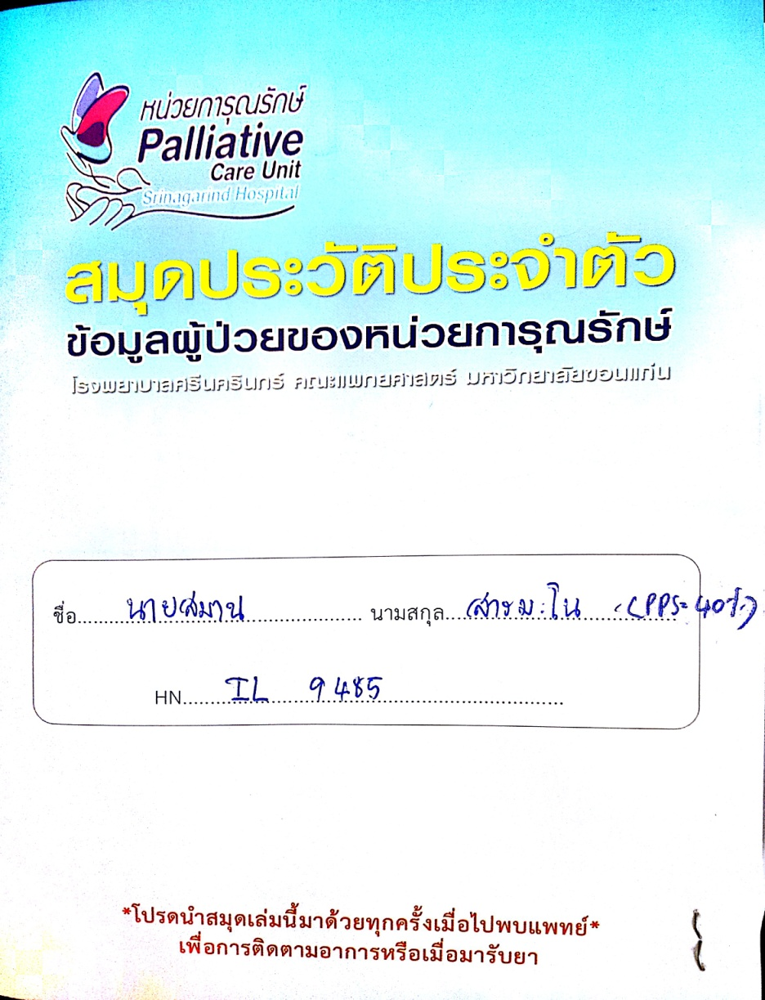 หน่วยการุณรักษ์
Palliative
Care Unit
Srinagarind Hospital
สมุดประวัติประจำตัว
ข้อมูลผู้ป่วยของหน่วยการุณรักษ์
โรงพยาบาลศรีนครินทร์ คณะแพทยศาสตร์ มหาวิทยาลัยขอนแก่น
ชื่อ นายสมาน นามสกุล สารมะโน (PPS=40%)
HN IL 9485
*โปรดนำสมุดเล่มนี้มาด้วยทุกครั้งเมื่อไปพบแพทย์*
เพื่อการติดตามอาการหรือเมื่อมารับยา